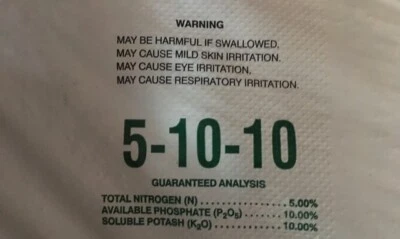 WARNING
MAY BE HARMFUL IF SWALLOWED.
MAY CAUSE MILD SKIN IRRITATION.
MAY CAUSE EYE IRRITATION.
MAY CAUSE RESPIRATORY IRRITATION.
5-10-10
GUARANTEED ANALYSIS
TOTAL NITROGEN (N) . . . . . . . . . . . . . . 5.00%
AVAILABLE PHOSPHATE (P₂O₅) . . . . . . 10.00%
SOLUBLE POTASH (K₂O) . . . . . . . . . . . 10.00%